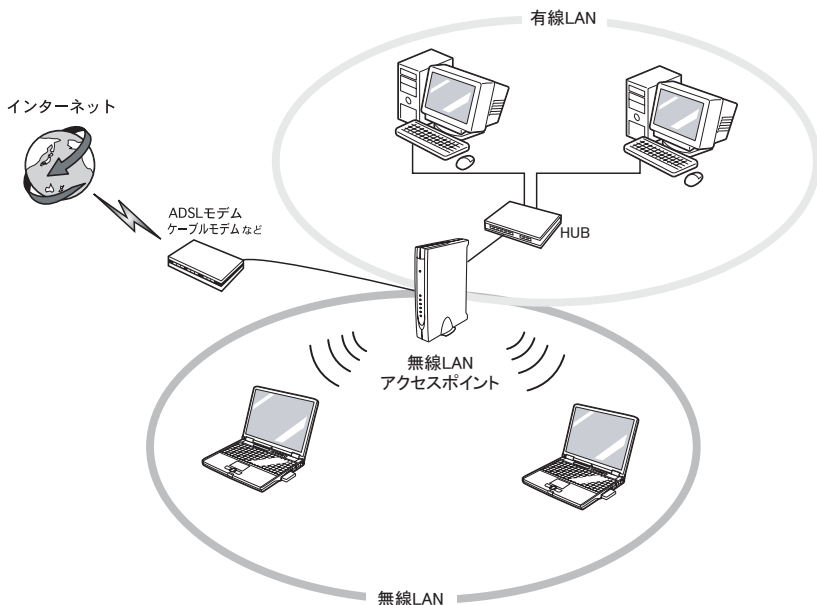 有線LAN
インターネット
ADSLモデム
ケーブルモデム など
HUB
無線LAN
アクセスポイント
無線LAN